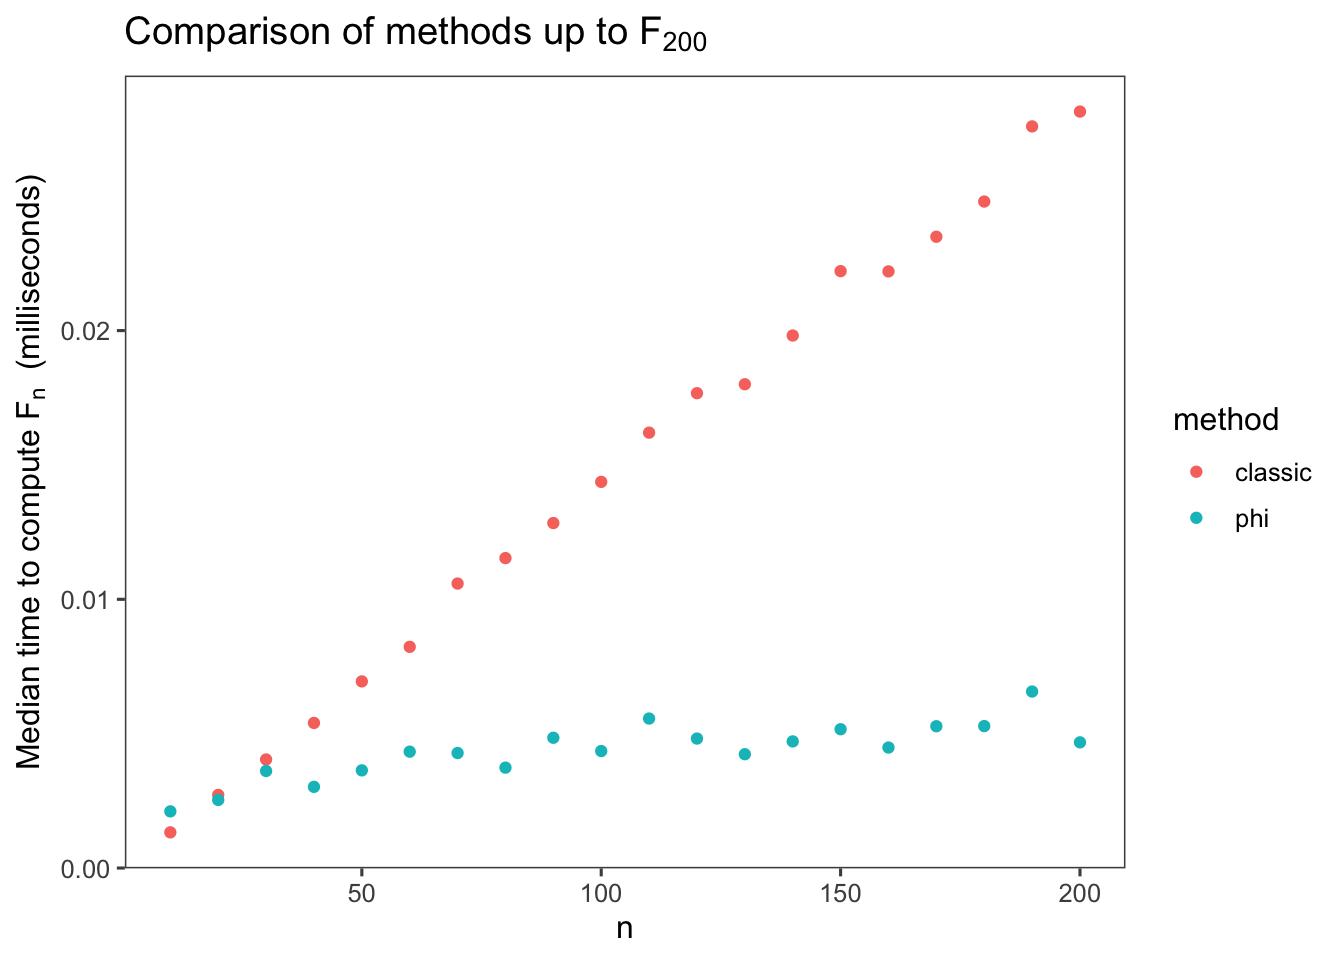 Comparison of methods up to F₂₀₀
Median time to compute Fₙ (milliseconds)
0.02
0.01
0.00
50 100 150 200
n
method
classic
phi